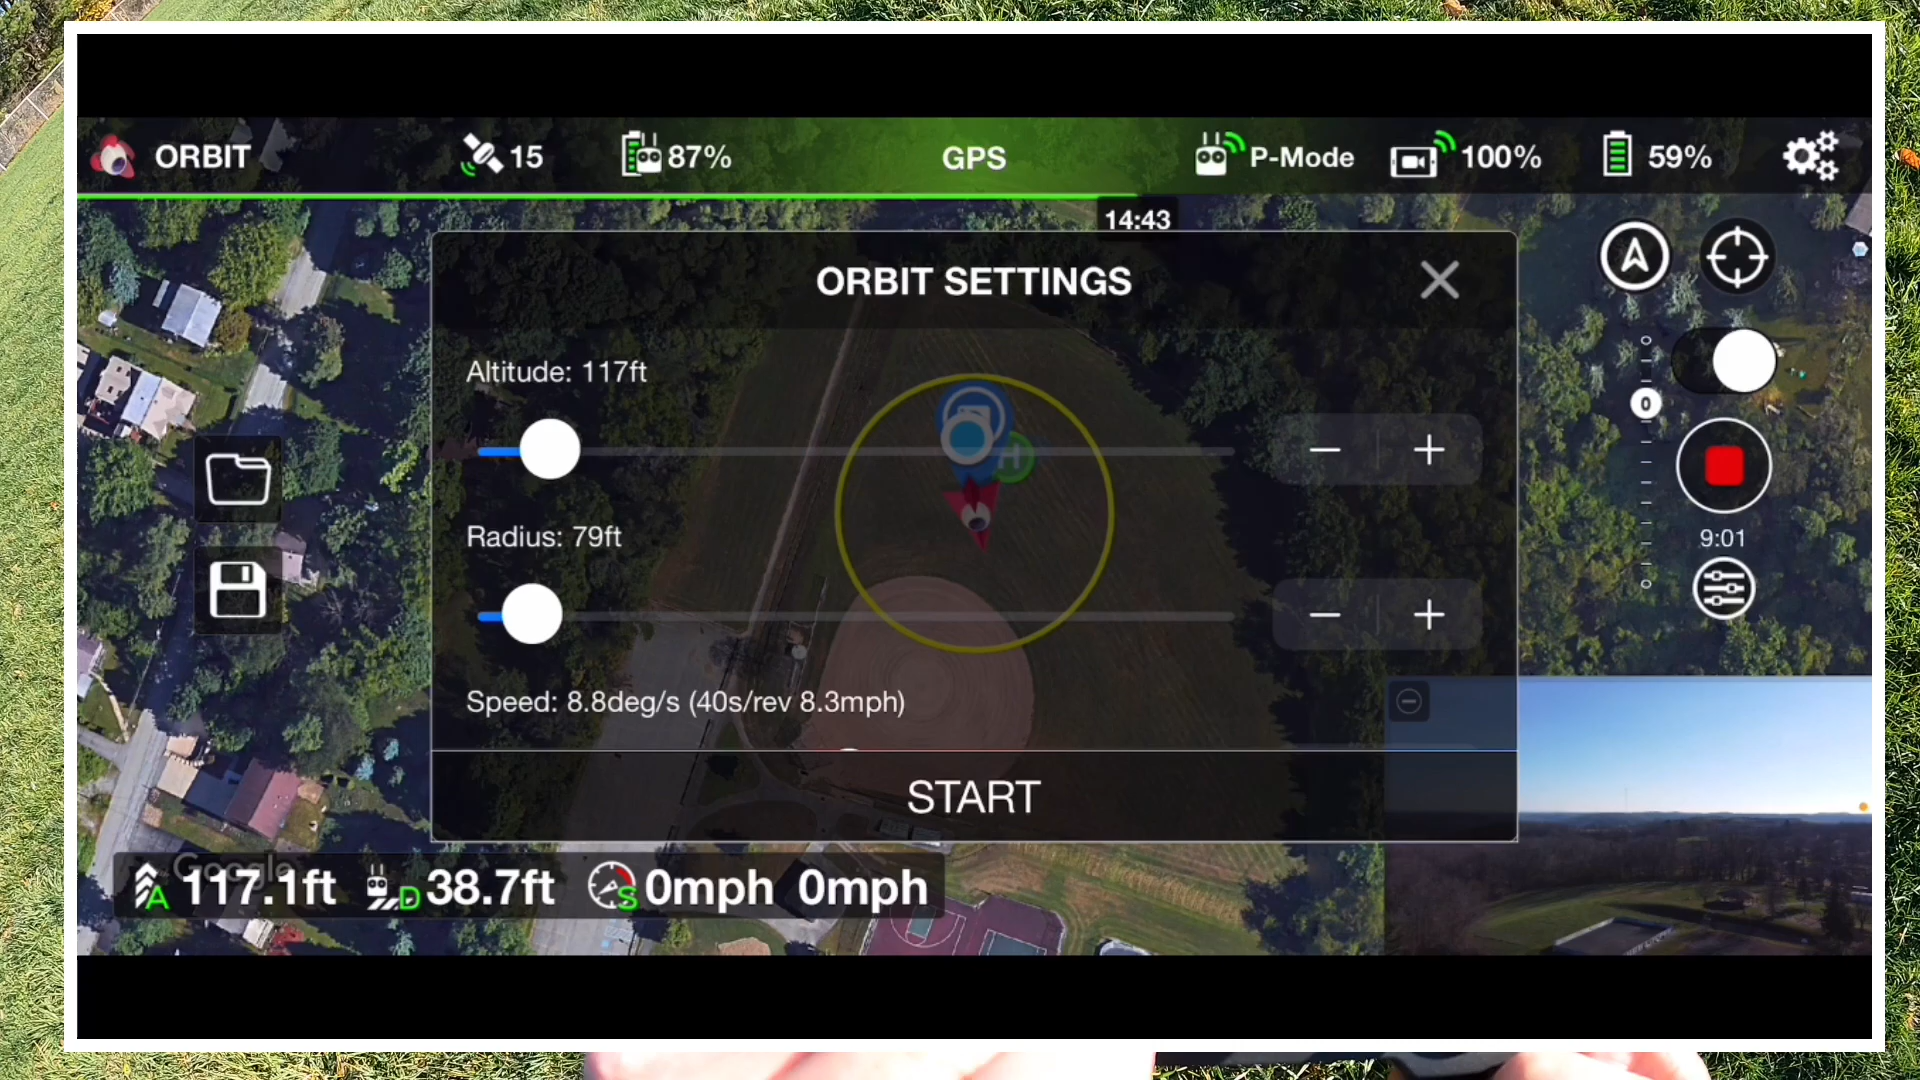 ORBIT
15
87%
GPS
P-Mode
100%
59%
14:43
ORBIT SETTINGS
Altitude: 117ft
0
H
Radius: 79ft
9:01
Speed: 8.8deg/s (40s/rev 8.3mph)
START
Google
A 117.1ft D 38.7ft S 0mph 0mph